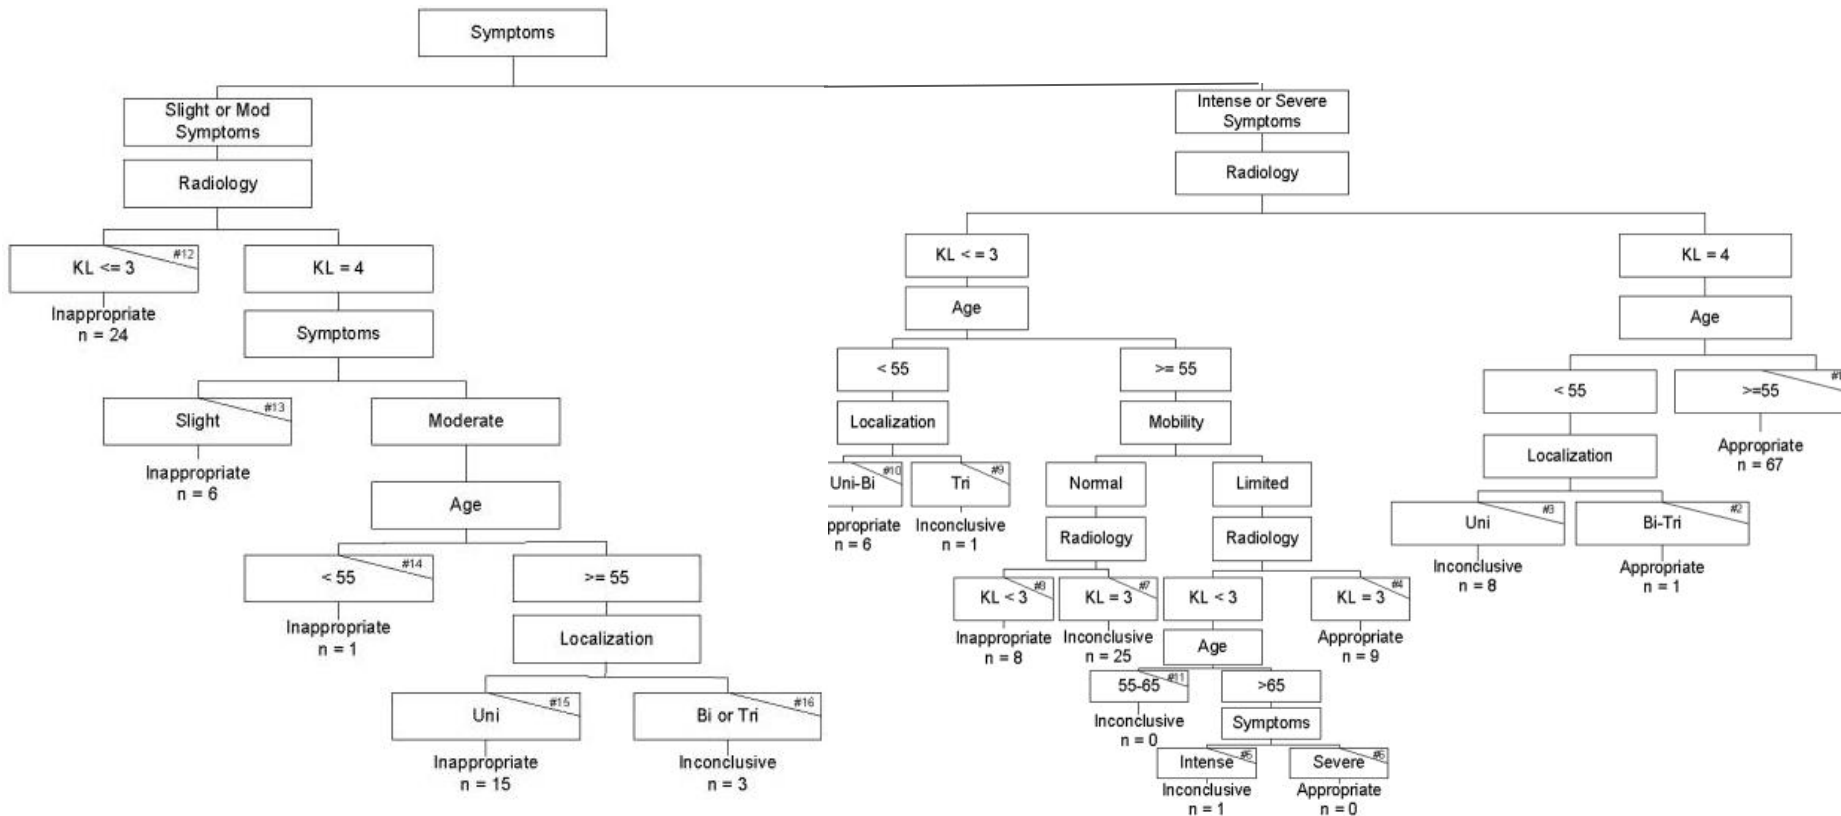 Symptoms
Slight or Mod
Symptoms
Radiology
#12
KL <= 3
Inappropriate
n = 24
KL = 4
Symptoms
#13
Slight
Inappropriate
n = 6
Moderate
Age
#14
< 55
Inappropriate
n = 1
>= 55
Localization
#15
Uni
Inappropriate
n = 15
#16
Bi or Tri
Inconclusive
n = 3
Intense or Severe
Symptoms
Radiology
KL < = 3
Age
< 55
Localization
#10
Uni-Bi
ppropriate
n = 6
#9
Tri
Inconclusive
n = 1
>= 55
Mobility
Normal
Radiology
#8
KL < 3
Inappropriate
n = 8
#7
KL = 3
Inconclusive
n = 25
Limited
Radiology
KL < 3
Age
#11
55-65
Inconclusive
n = 0
>65
Symptoms
Intense
Inconclusive
n = 1
Severe
Appropriate
n = 0
#4
KL = 3
Appropriate
n = 9
KL = 4
Age
< 55
Localization
#3
Uni
Inconclusive
n = 8
#2
Bi-Tri
Appropriate
n = 1
#1
>=55
Appropriate
n = 67